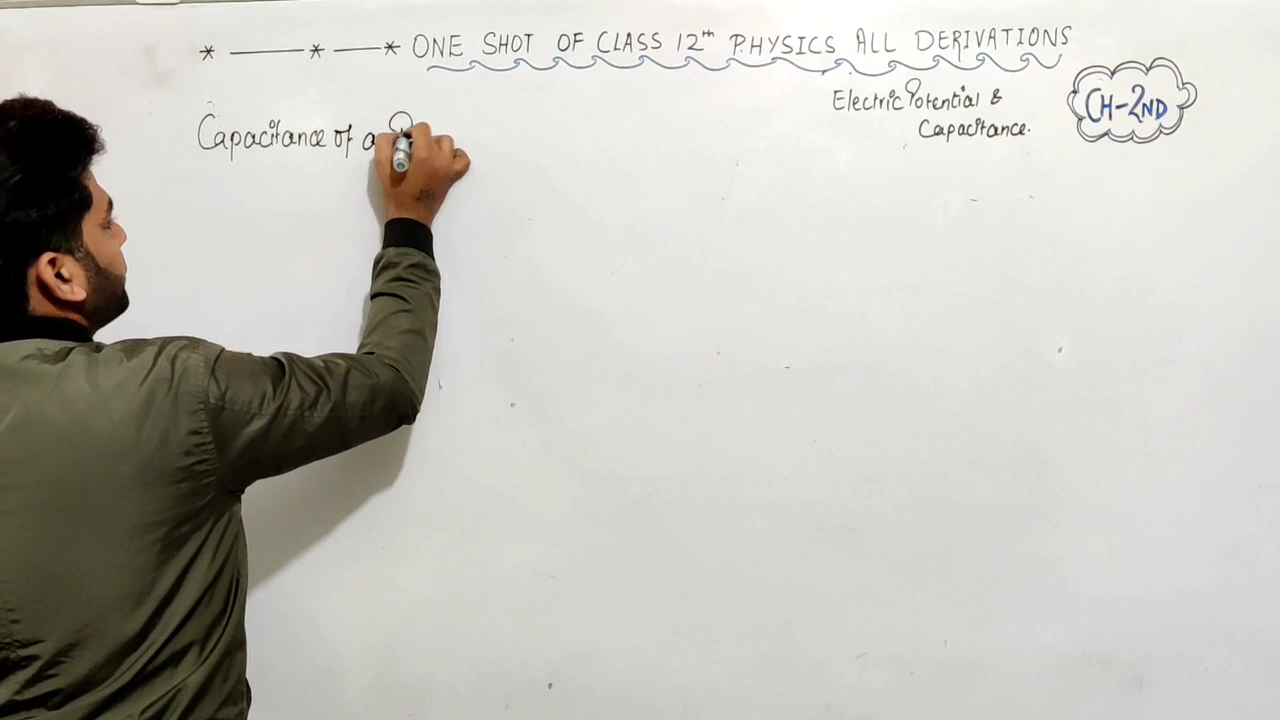 * ——— * —— * ONE SHOT OF CLASS 12th PHYSICS ALL DERIVATIONS
Electric Potential &
Capacitance.
CH-2ND
Capacitance of a